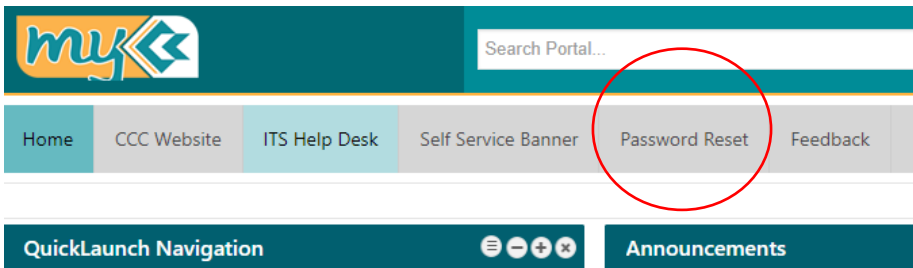 my
Search Portal...
Home CCC Website ITS Help Desk Self Service Banner Password Reset Feedback
QuickLaunch Navigation Announcements